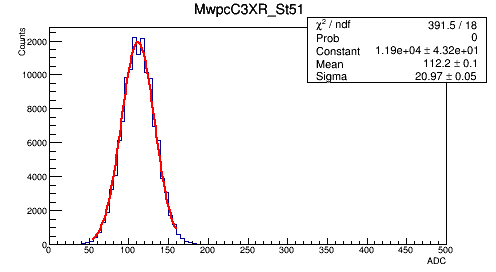 MwpcC3XR_St51
χ² / ndf 391.5 / 18
Prob 0
Constant 1.19e+04 ± 4.32e+01
Mean 112.2 ± 0.1
Sigma 20.97 ± 0.05
Counts
12000
10000
8000
6000
4000
2000
0
0 50 100 150 200 250 300 350 400 450 500
ADC